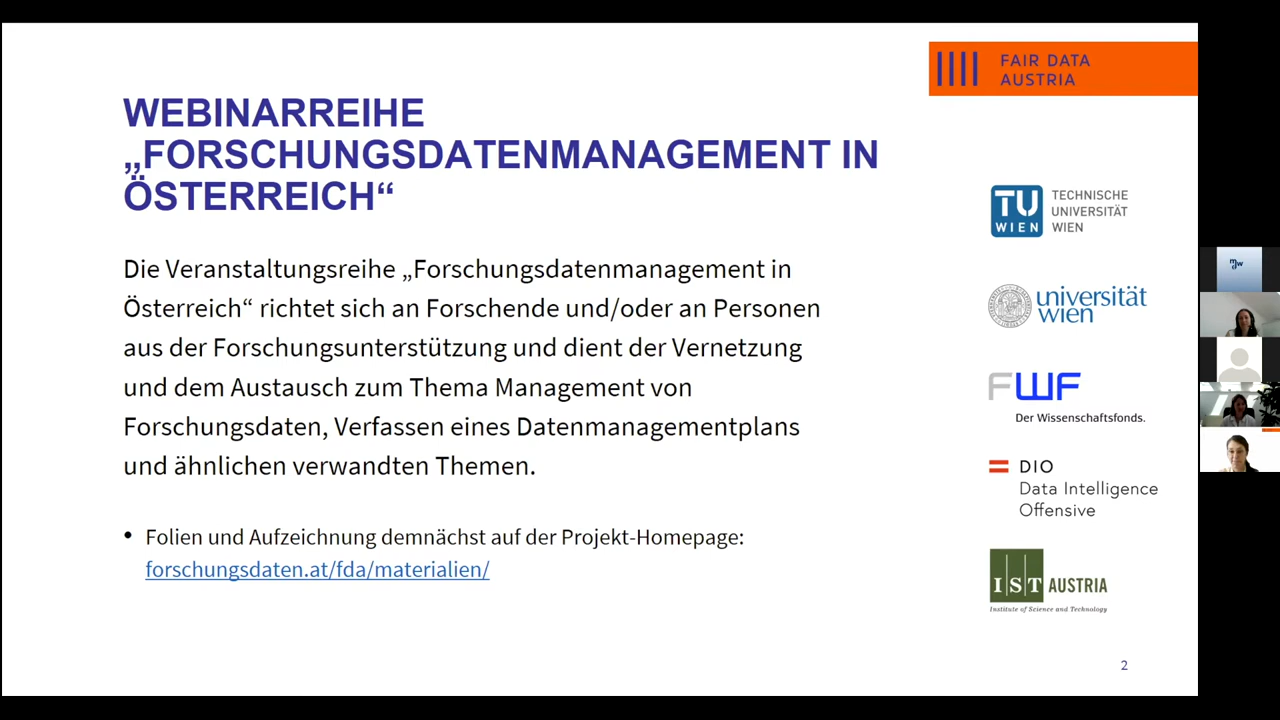 FAIR DATA
AUSTRIA
WEBINARREIHE
„FORSCHUNGSDATENMANAGEMENT IN
ÖSTERREICH“
Die Veranstaltungsreihe „Forschungsdatenmanagement in
Österreich“ richtet sich an Forschende und/oder an Personen
aus der Forschungsunterstützung und dient der Vernetzung
und dem Austausch zum Thema Management von
Forschungsdaten, Verfassen eines Datenmanagementplans
und ähnlichen verwandten Themen.
• Folien und Aufzeichnung demnächst auf der Projekt-Homepage:
forschungsdaten.at/fda/materialien/
TU
WIEN
TECHNISCHE
UNIVERSITÄT
WIEN
universität
wien
FWF
Der Wissenschaftsfonds.
DIO
Data Intelligence
Offensive
IST AUSTRIA
Institute of Science and Technology
2